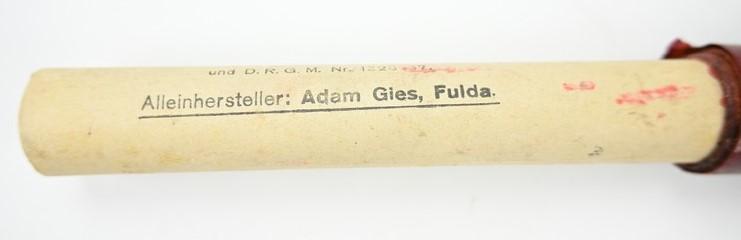 und D. R. G. M. Nr.
Alleinhersteller: Adam Gies, Fulda.